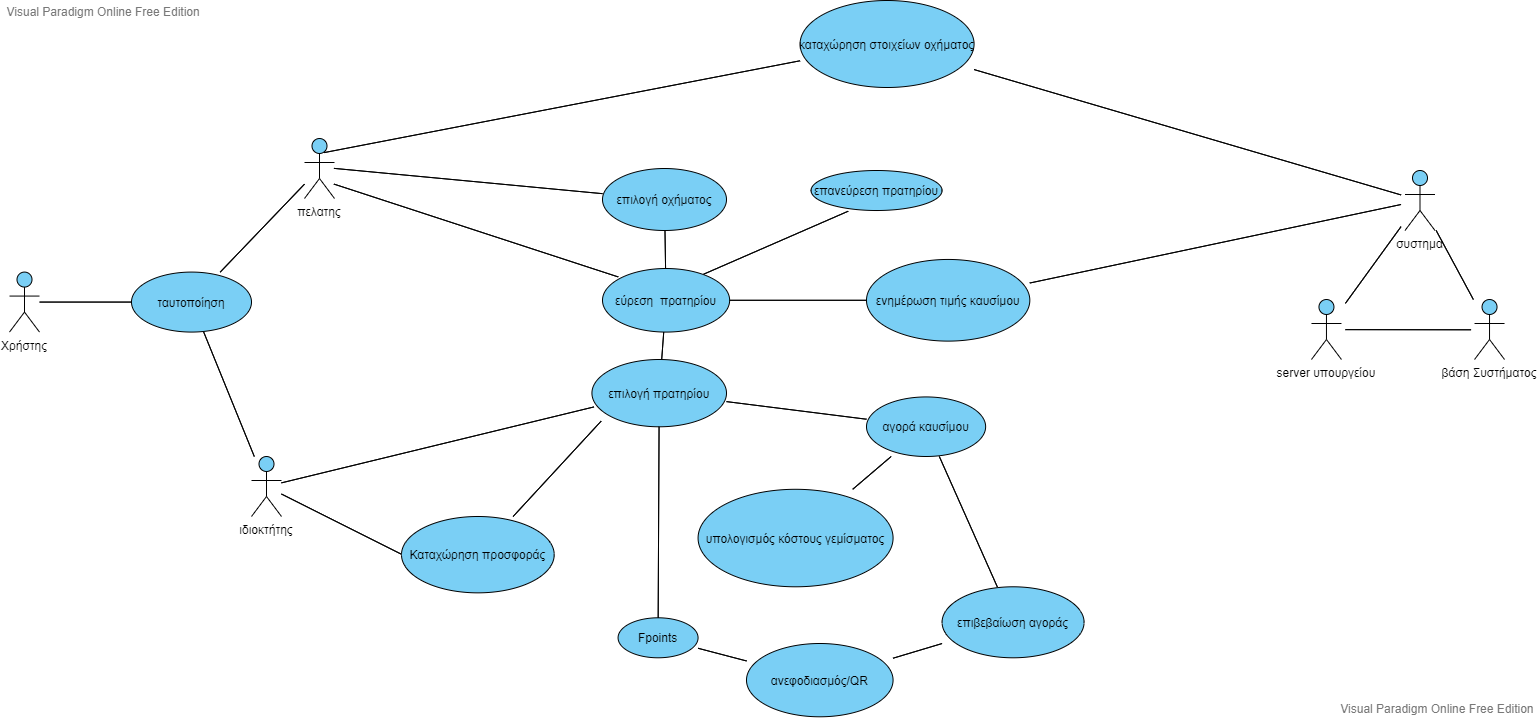 Visual Paradigm Online Free Edition
καταχώρηση στοιχείων οχήματος
επανεύρεση πρατηρίου
επιλογή οχήματος
πελατης
συστημα
ταυτοποίηση
εύρεση πρατηρίου
ενημέρωση τιμής καυσίμου
Χρήστης
server υπουργείου
βάση Συστήματος
επιλογή πρατηρίου
αγορά καυσίμου
ιδιοκτήτης
Καταχώρηση προσφοράς
υπολογισμός κόστους γεμίσματος
επιβεβαίωση αγοράς
Fpoints
ανεφοδιασμός/QR
Visual Paradigm Online Free Edition